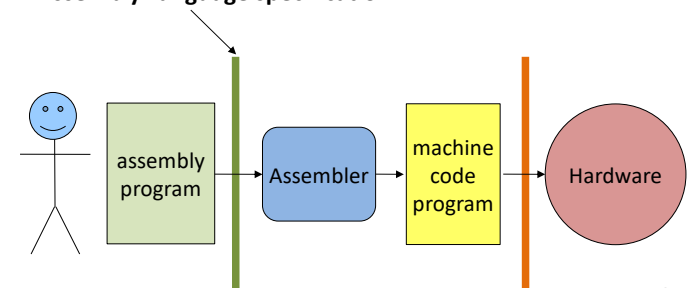 assembly
program
Assembler
machine
code
program
Hardware